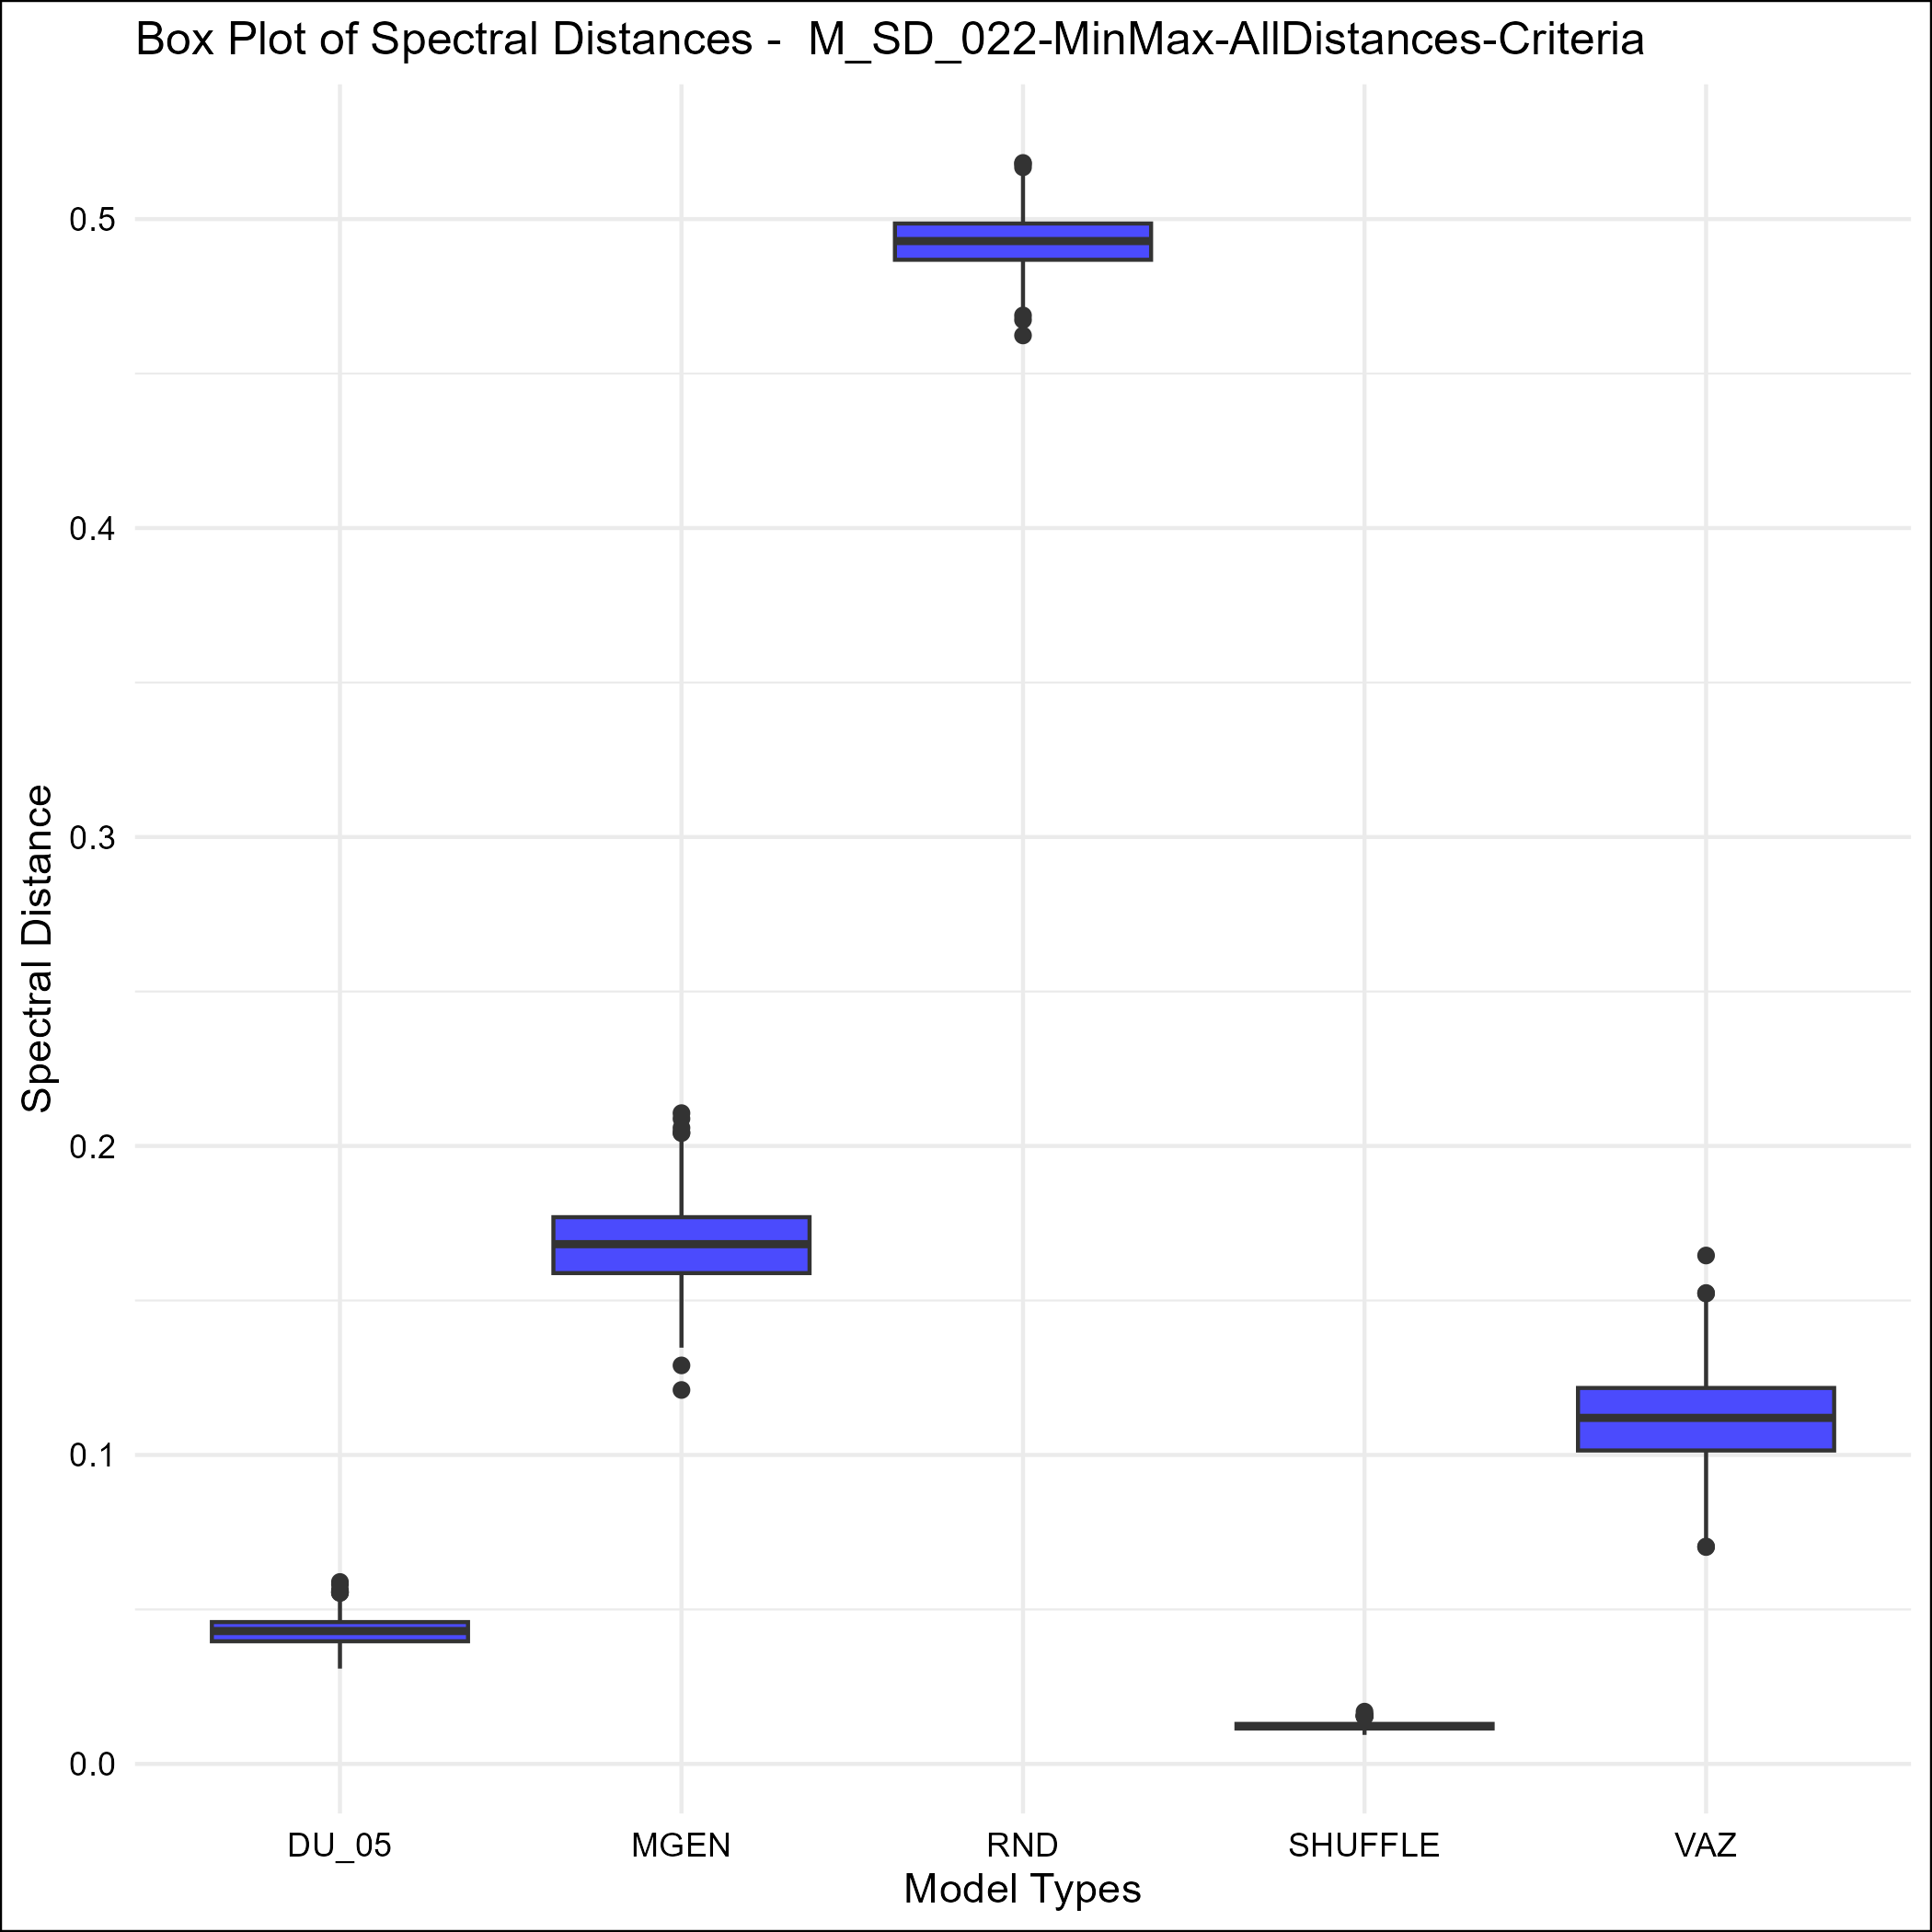 Box Plot of Spectral Distances -  M_SD_022-MinMax-AllDistances-Criteria
Spectral Distance
0.5
0.4
0.3
0.2
0.1
0.0
DU_05 MGEN RND SHUFFLE VAZ
Model Types